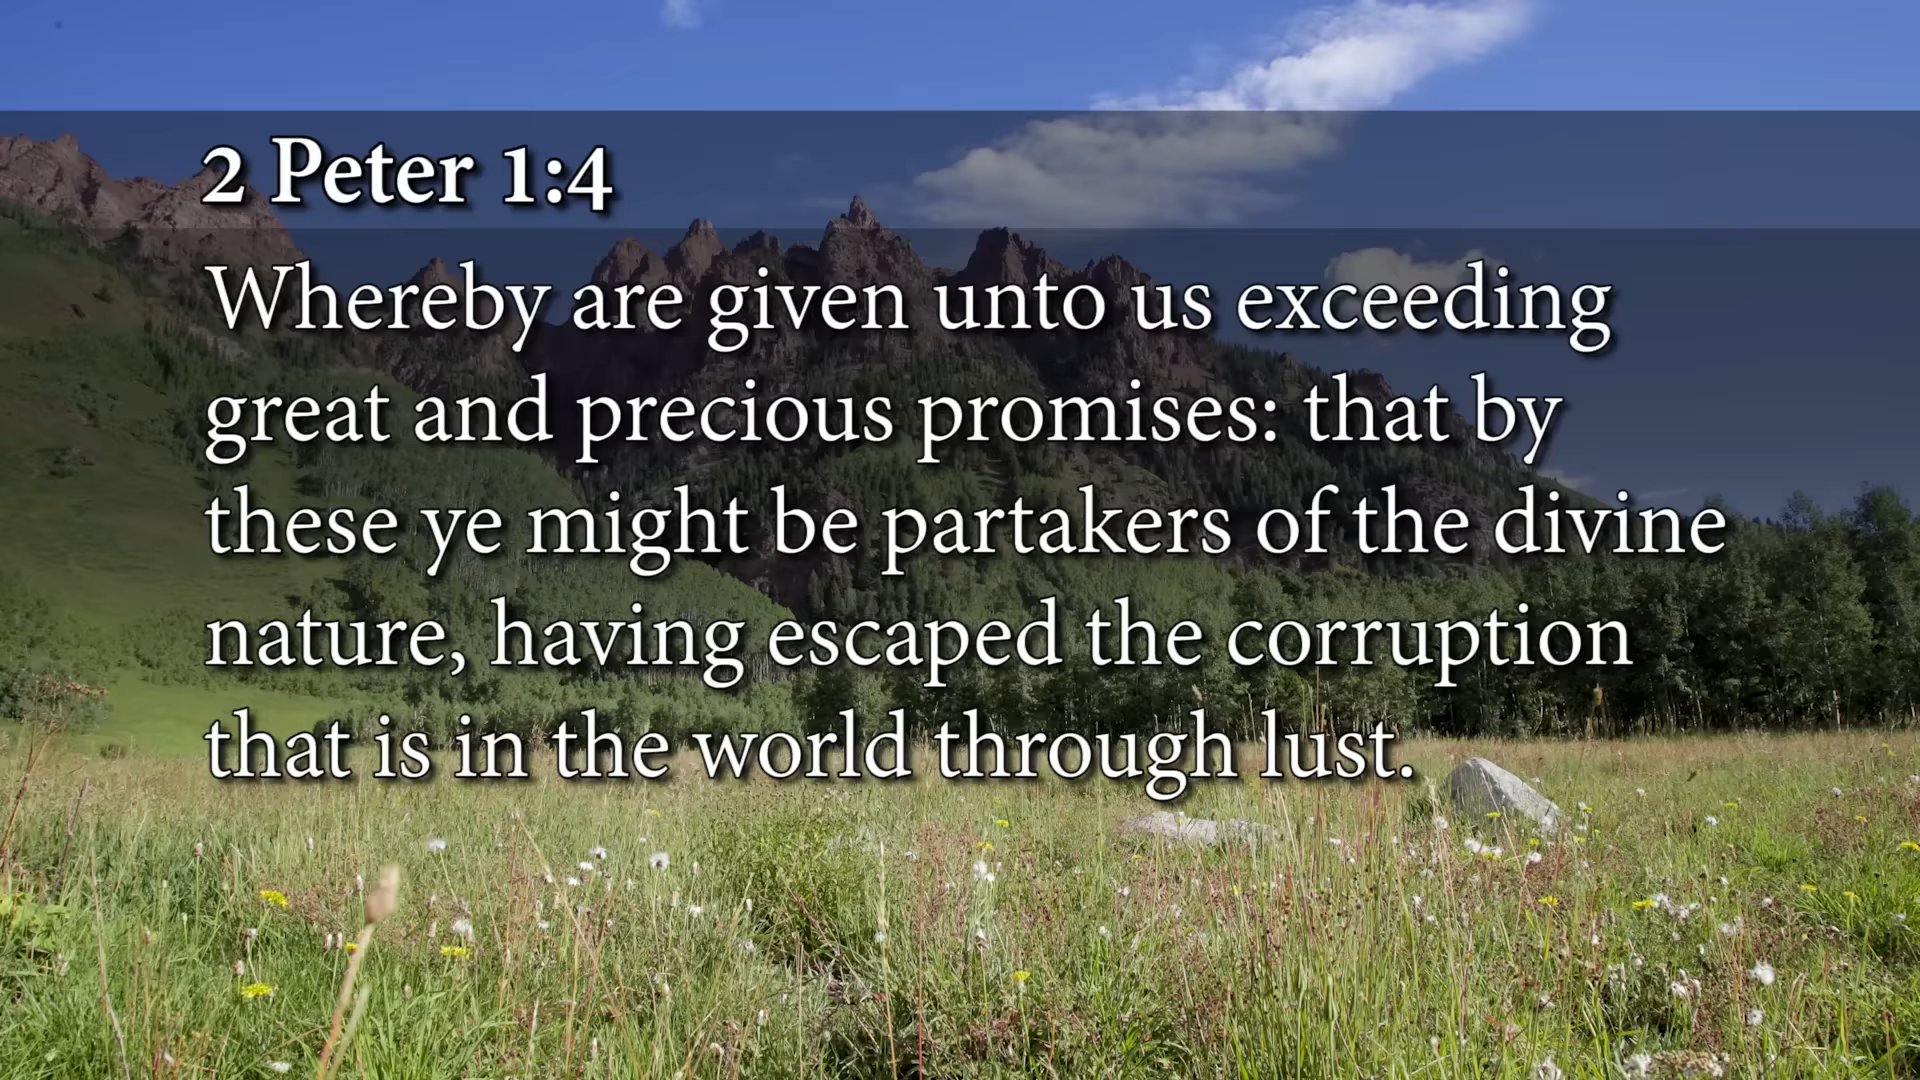 2 Peter 1:4
Whereby are given unto us exceeding
great and precious promises: that by
these ye might be partakers of the divine
nature, having escaped the corruption
that is in the world through lust.